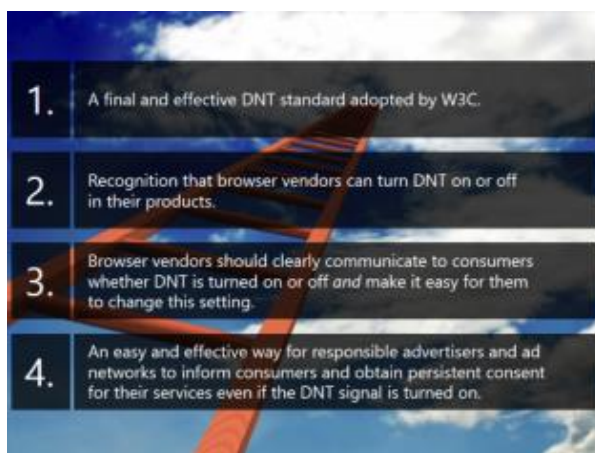 1. A final and effective DNT standard adopted by W3C.
2. Recognition that browser vendors can turn DNT on or off
in their products.
3. Browser vendors should clearly communicate to consumers
whether DNT is turned on or off and make it easy for them
to change this setting.
4. An easy and effective way for responsible advertisers and ad
networks to inform consumers and obtain persistent consent
for their services even if the DNT signal is turned on.